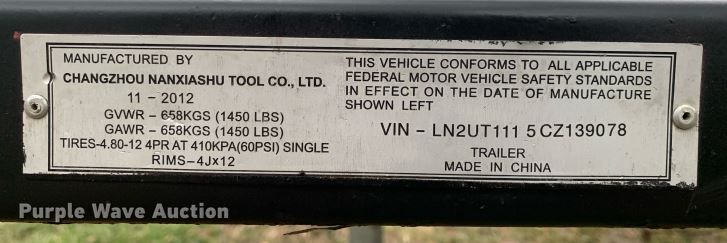 MANUFACTURED BY
CHANGZHOU NANXIASHU TOOL CO., LTD.
11 - 2012
GVWR - 658KGS (1450 LBS)
GAWR - 658KGS (1450 LBS)
TIRES-4.80-12 4PR AT 410KPA(60PSI) SINGLE
RIMS-4Jx12
THIS VEHICLE CONFORMS TO ALL APPLICABLE
FEDERAL MOTOR VEHICLE SAFETY STANDARDS
IN EFFECT ON THE DATE OF MANUFACTURE
SHOWN LEFT
VIN - LN2UT111 5 CZ139078
TRAILER
MADE IN CHINA
Purple Wave Auction